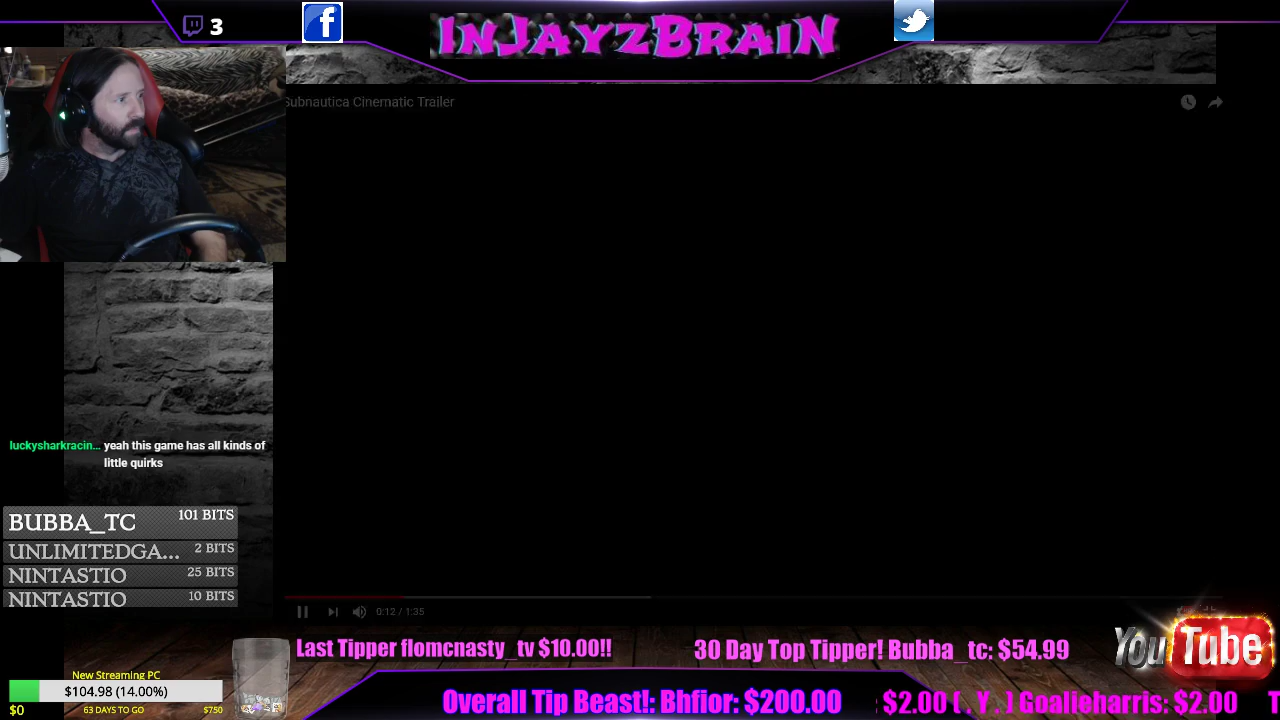 3
f
InJayzBraiN
Subnautica Cinematic Trailer
luckysharkracin... yeah this game has all kinds of
little quirks
BUBBA_TC 101 BITS
UNLIMITEDGA... 2 BITS
NINTASTIO 25 BITS
NINTASTIO 10 BITS
0:12 / 1:35
Last Tipper flomcnasty_tv $10.00!!
30 Day Top Tipper! Bubba_tc: $54.99
YouTube
New Streaming PC
$104.98 (14.00%)
$0 63 DAYS TO GO $750
Overall Tip Beast!: Bhfior: $200.00
: $2.00 ( . Y . ) Goalieharris: $2.00 T